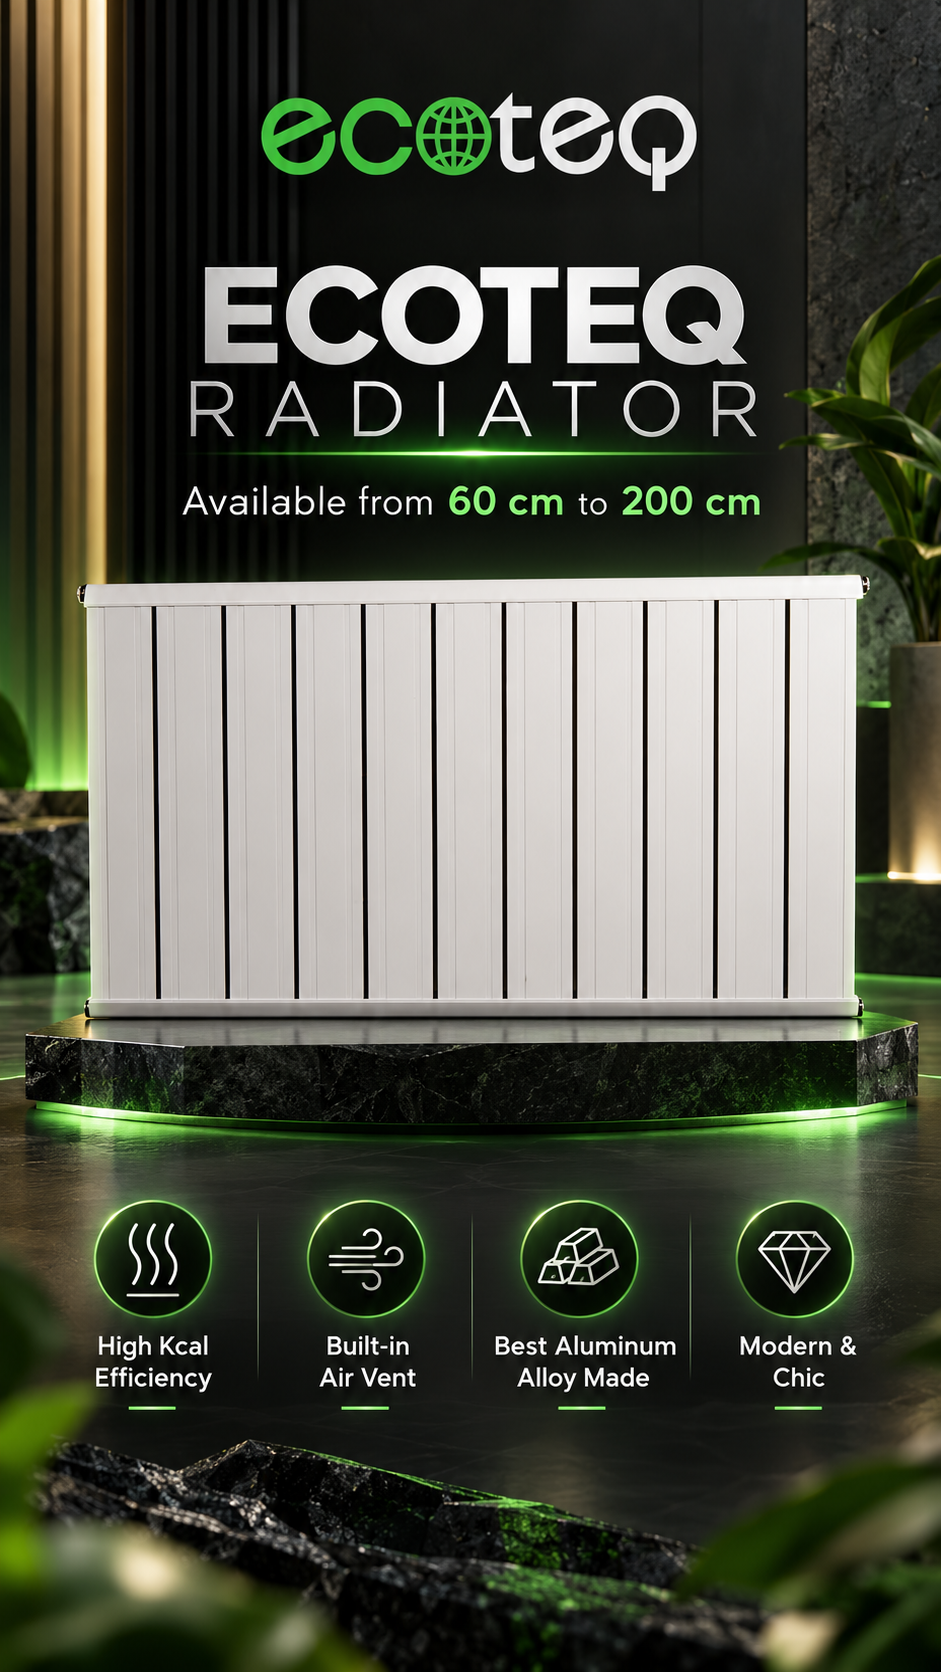 ecoteq
ECOTEQ
RADIATOR
Available from 60 cm to 200 cm
High Kcal
Efficiency
Built-in
Air Vent
Best Aluminum
Alloy Made
Modern &
Chic